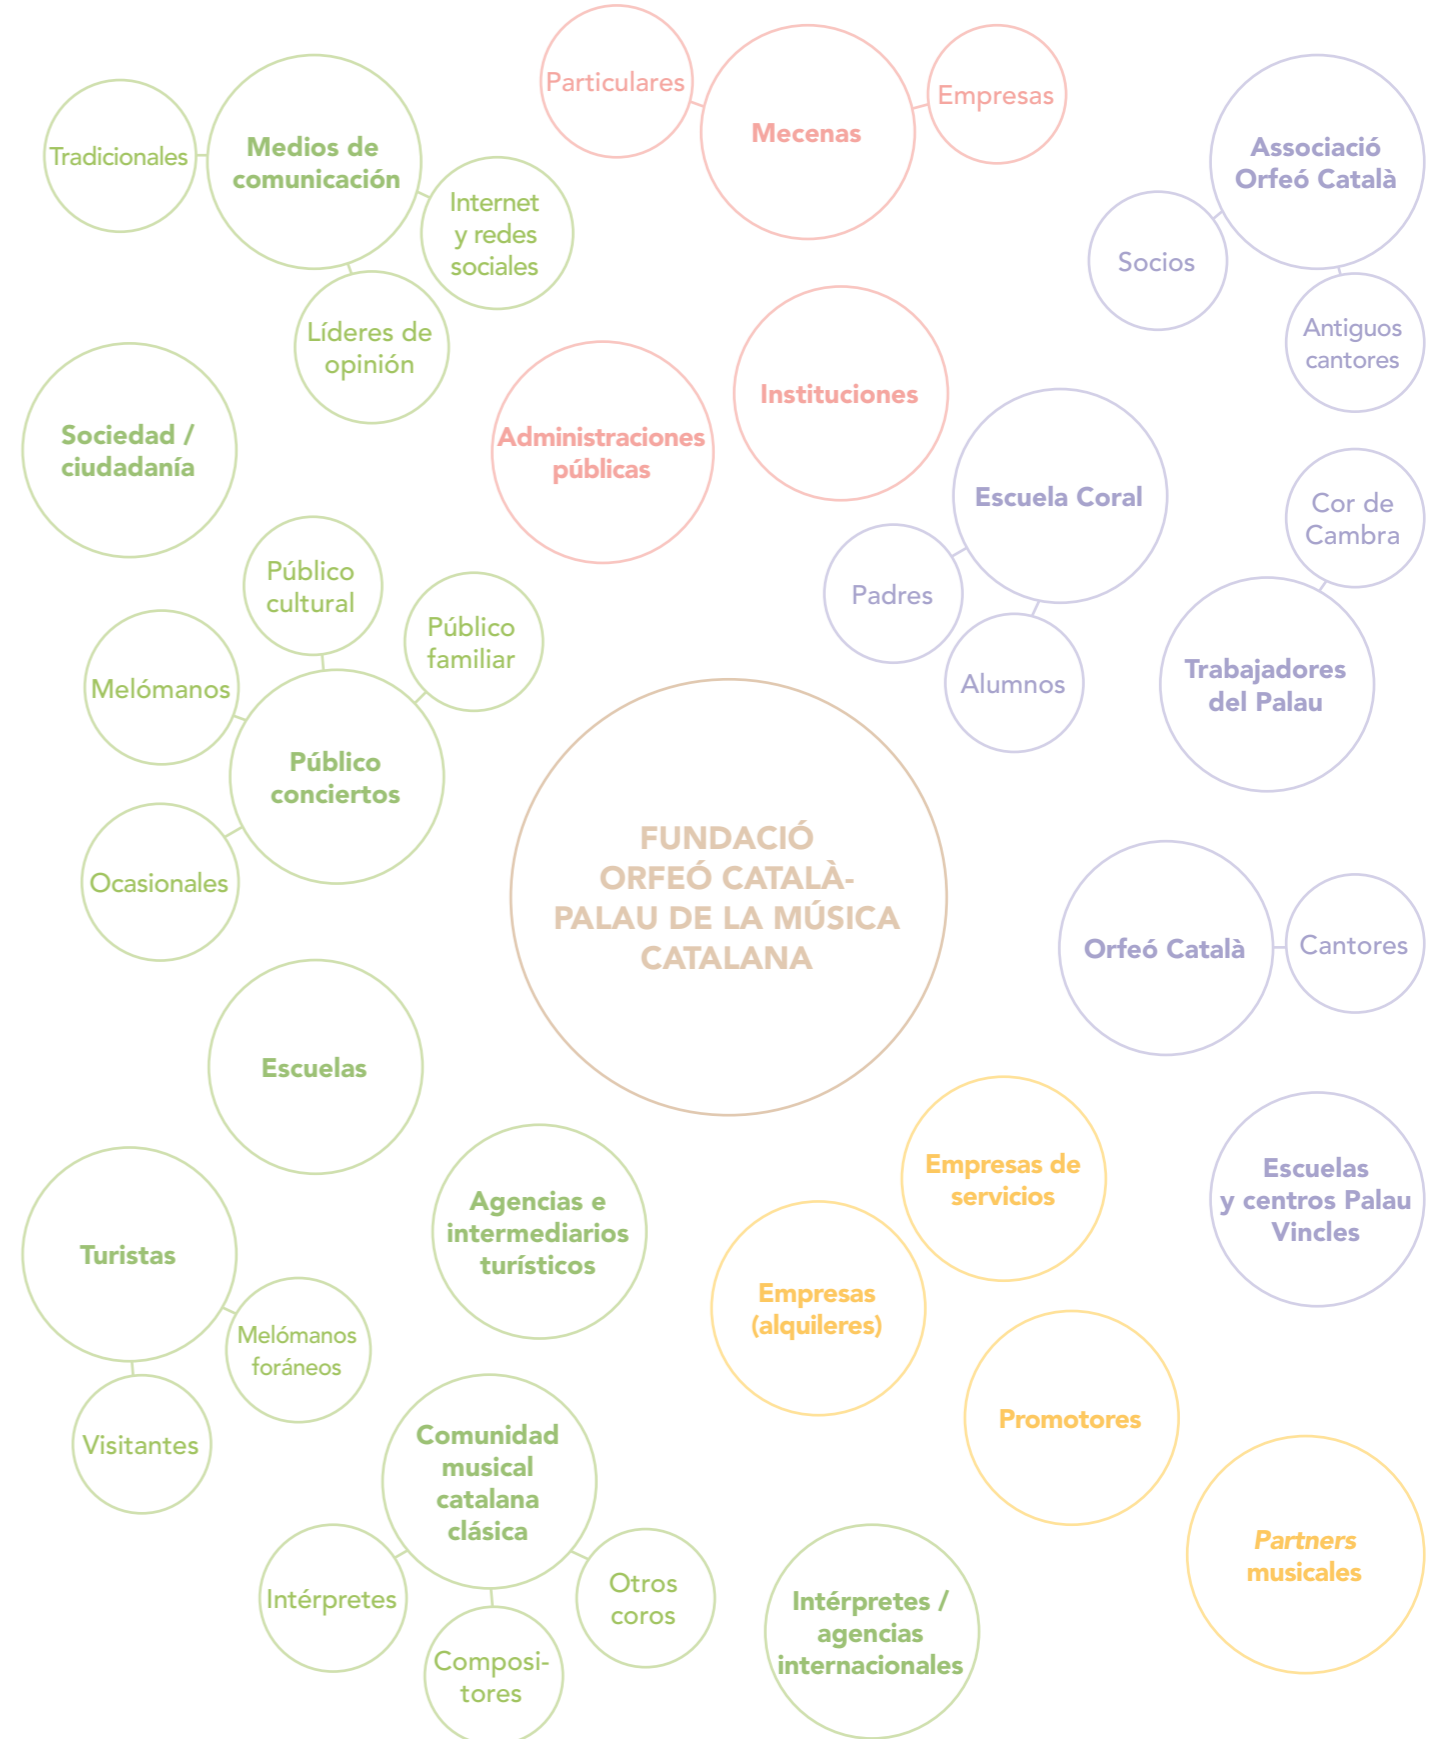 Particulares
Mecenas
Empresas
Tradicionales
Medios de
comunicación
Internet
y redes
sociales
Líderes de
opinión
Associació
Orfeó Català
Socios
Antiguos
cantores
Sociedad /
ciudadanía
Administraciones
públicas
Instituciones
Escuela Coral
Padres
Alumnos
Cor de
Cambra
Trabajadores
del Palau
Público
cultural
Público
familiar
Melómanos
Público
conciertos
Ocasionales
FUNDACIÓ
ORFEÓ CATALÀ-
PALAU DE LA MÚSICA
CATALANA
Orfeó Català
Cantores
Escuelas
Agencias e
intermediarios
turísticos
Empresas de
servicios
Escuelas
y centros Palau
Vincles
Turistas
Melómanos
foráneos
Visitantes
Empresas
(alquileres)
Promotores
Comunidad
musical
catalana
clásica
Intérpretes
Composi-
tores
Otros
coros
Intérpretes /
agencias
internacionales
Partners
musicales